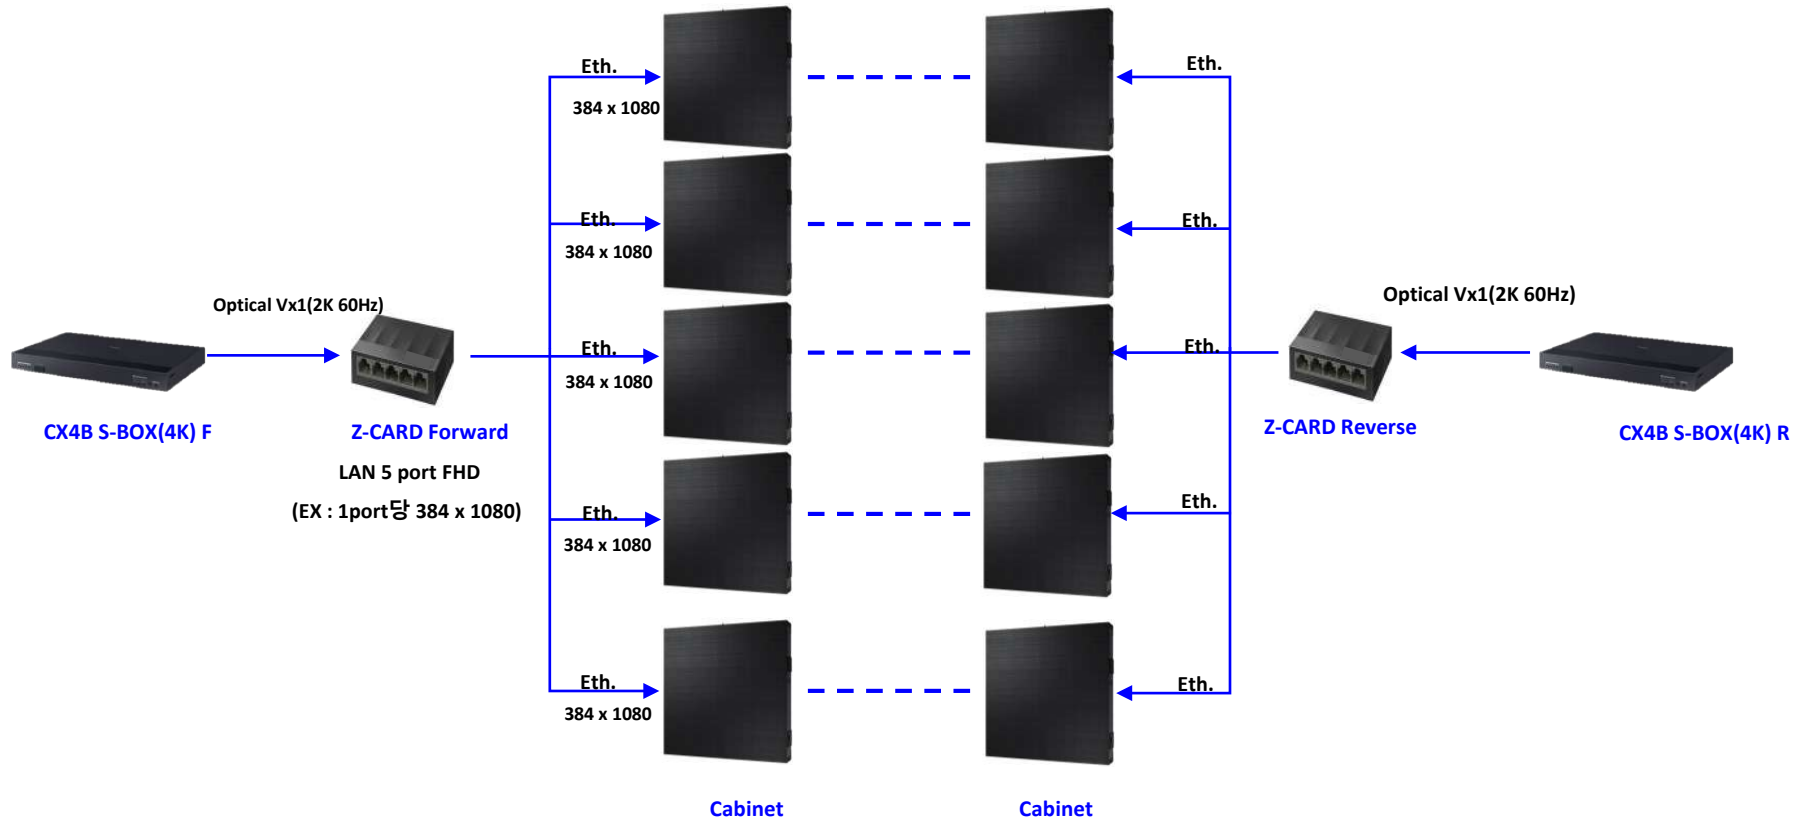 Eth.
384 x 1080
Eth.
Eth.
384 x 1080
Eth.
Optical Vx1(2K 60Hz)
Optical Vx1(2K 60Hz)
Eth.
384 x 1080
Eth.
CX4B S-BOX(4K) F
Z-CARD Forward
Z-CARD Reverse
CX4B S-BOX(4K) R
LAN 5 port FHD
(EX : 1port당 384 x 1080)
Eth.
384 x 1080
Eth.
Eth.
384 x 1080
Eth.
Cabinet
Cabinet